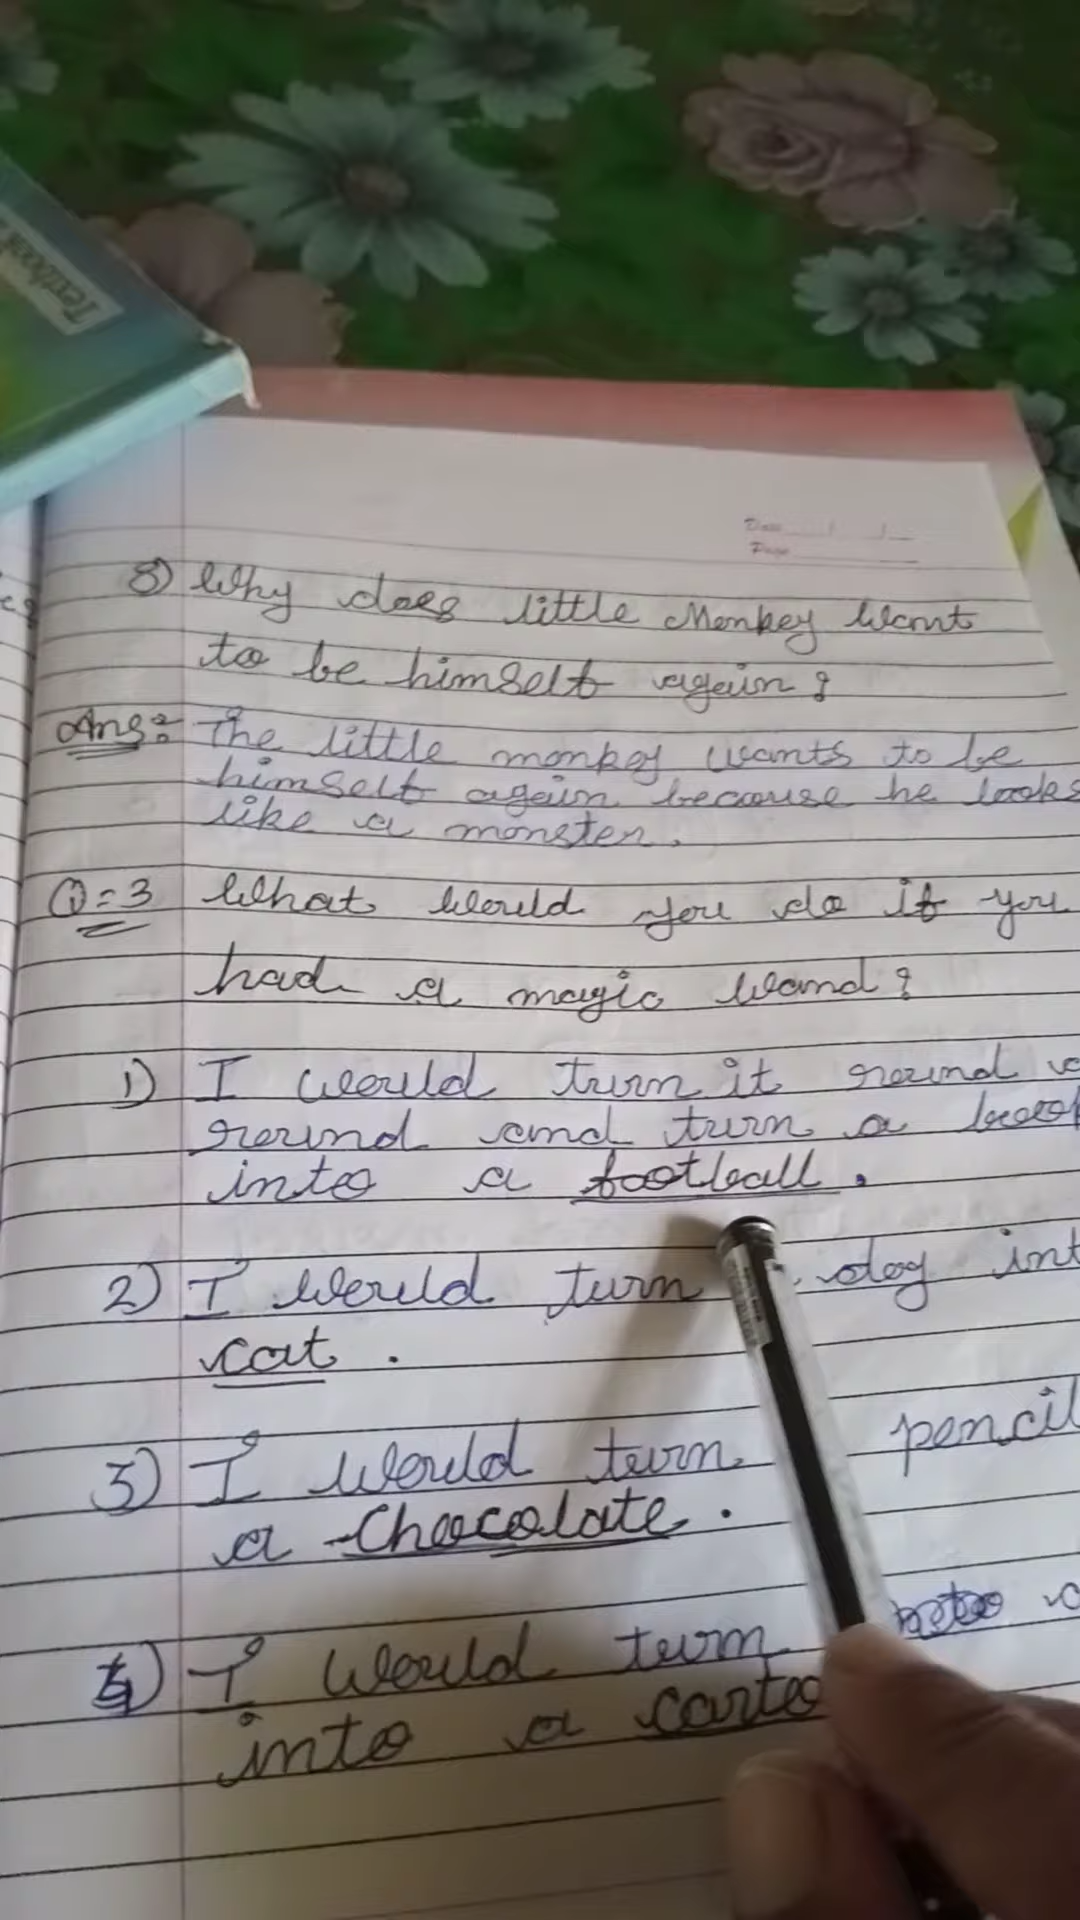 Textbook
Date
Page
8) Why does little Monkey want
to be himself again?
Ans: The little monkey wants to be
himself again because he looks
like a monster.
Q=3 What would you do if you
had a magic wand?
1) I would turn it round
round and turn a
into a football.
2) I would turn dog
cat.
3) I would turn pencil
a Chocolate.
4) I would turn
into a